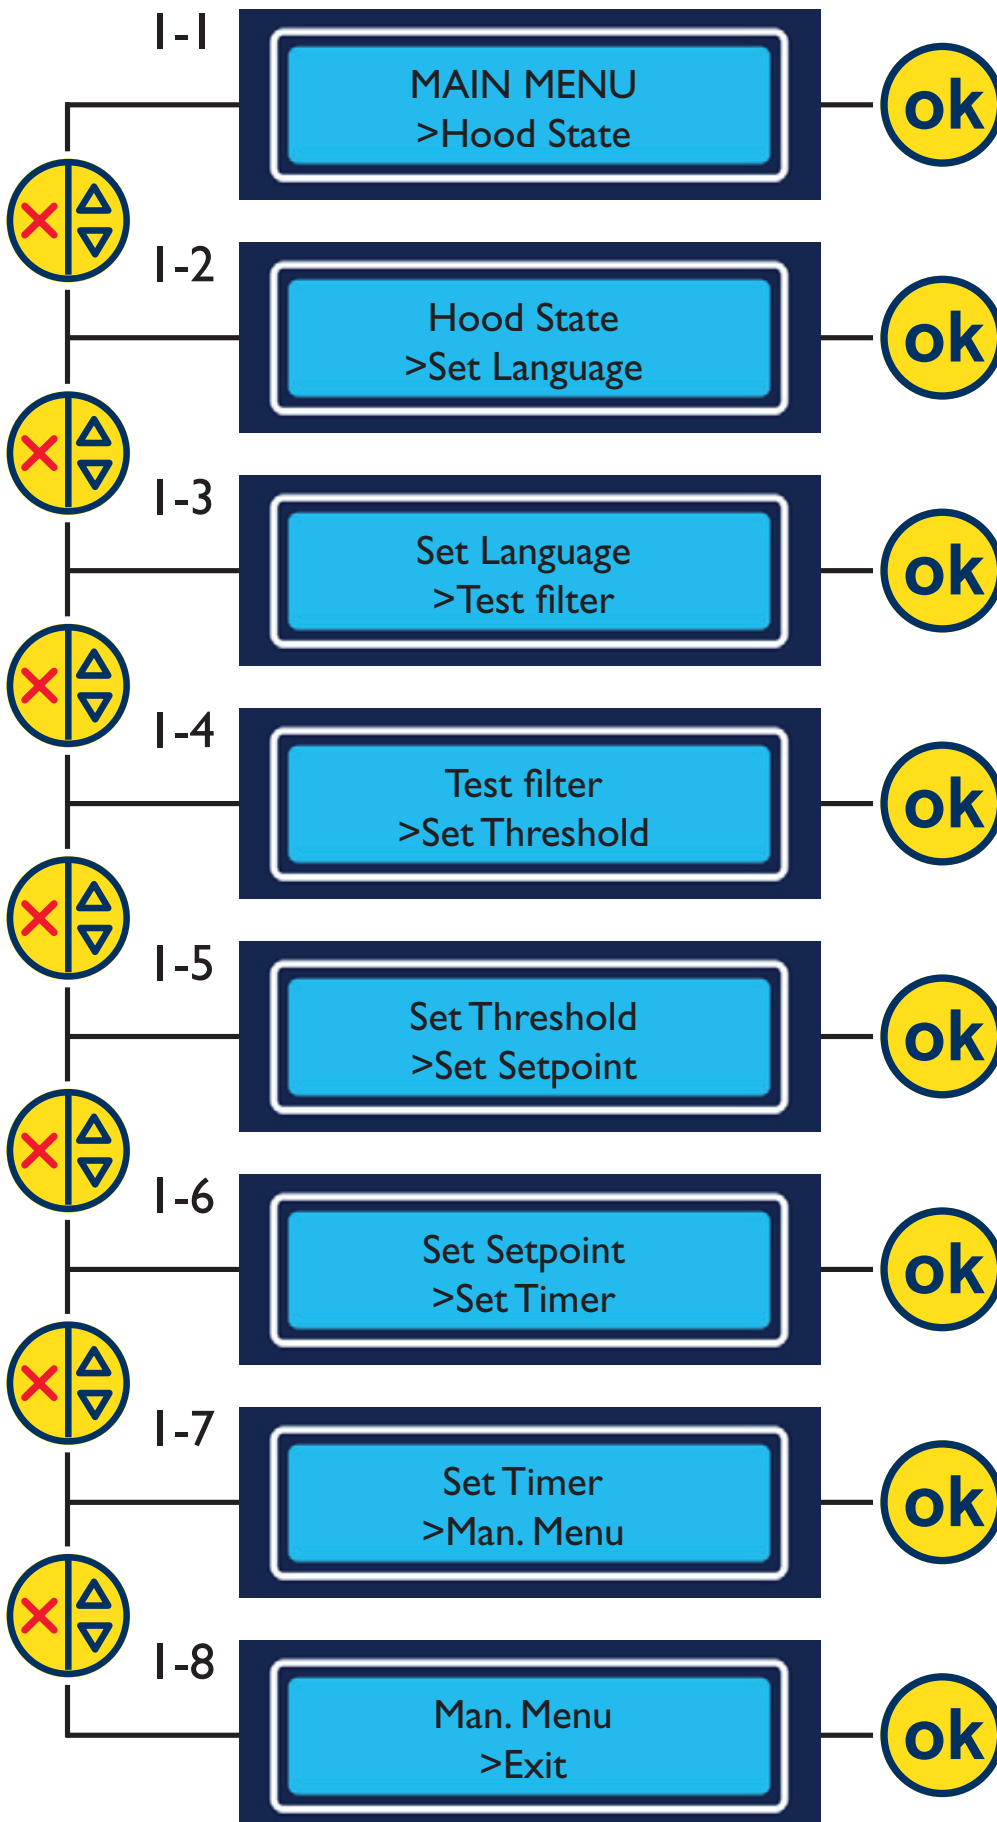 1-1
MAIN MENU
>Hood State
ok
1-2
Hood State
>Set Language
ok
1-3
Set Language
>Test filter
ok
1-4
Test filter
>Set Threshold
ok
1-5
Set Threshold
>Set Setpoint
ok
1-6
Set Setpoint
>Set Timer
ok
1-7
Set Timer
>Man. Menu
ok
1-8
Man. Menu
>Exit
ok